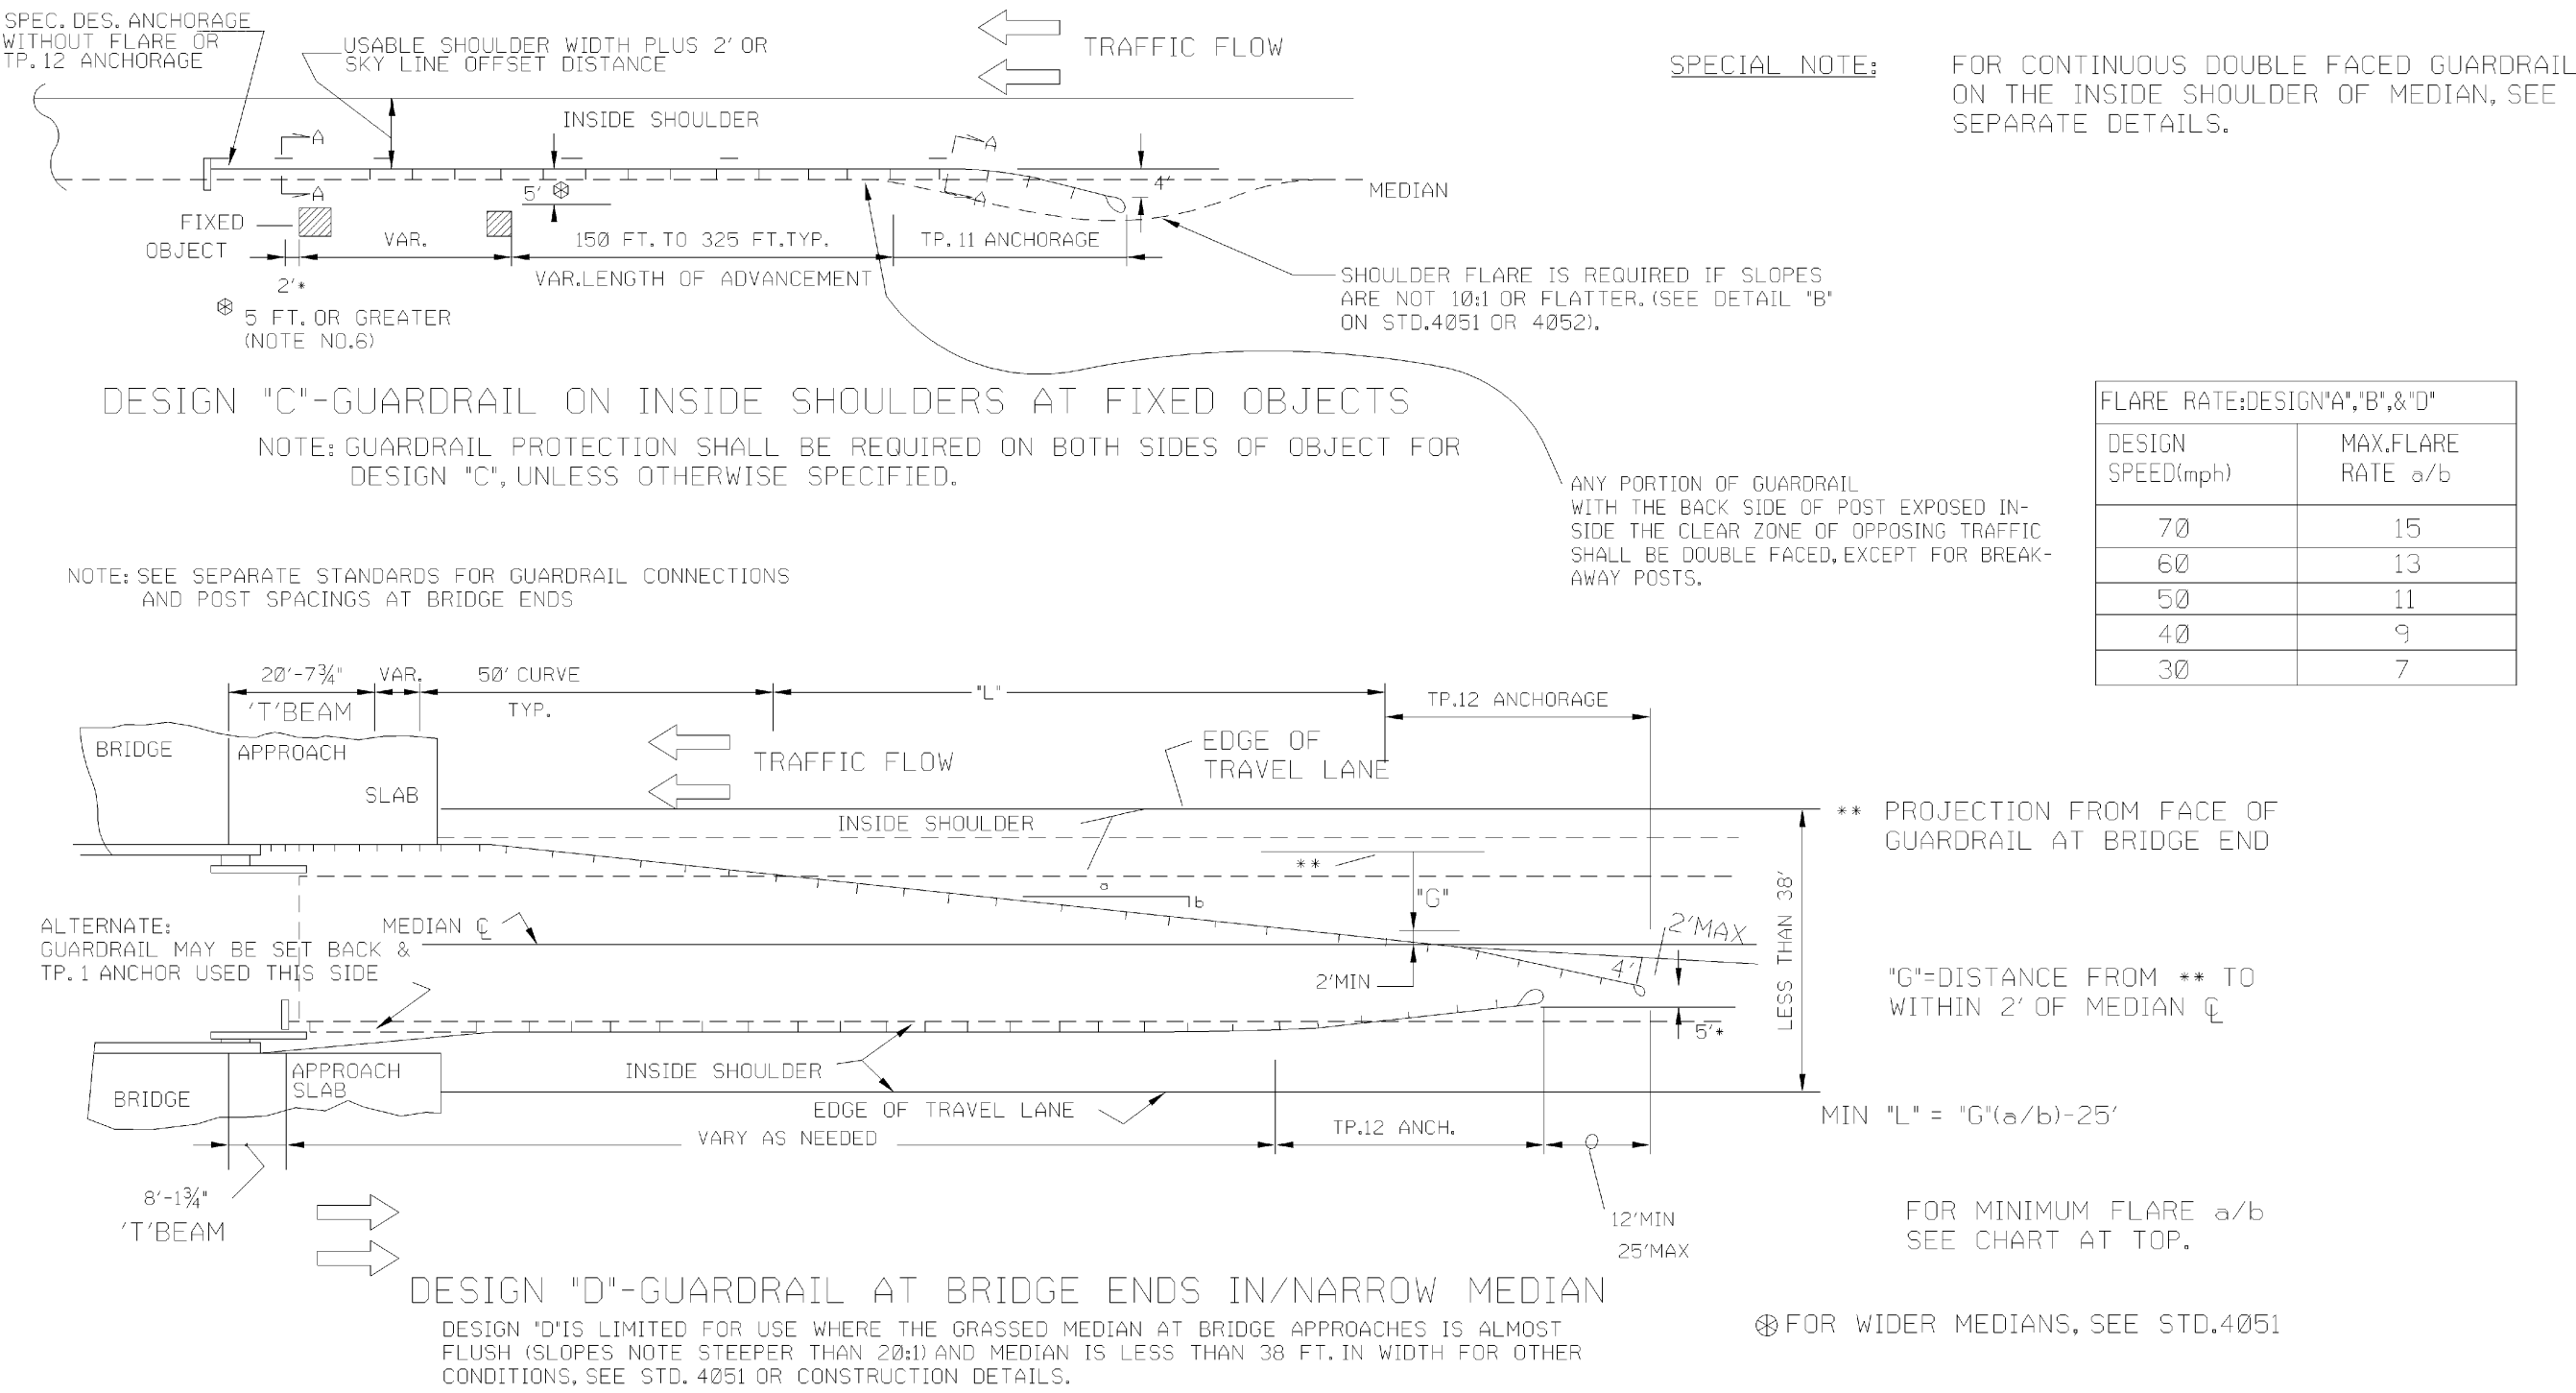 SPEC. DES. ANCHORAGE
WITHOUT FLARE OR
TP. 12 ANCHORAGE
USABLE SHOULDER WIDTH PLUS 2' OR
SKY LINE OFFSET DISTANCE
TRAFFIC FLOW
SPECIAL NOTE:
FOR CONTINUOUS DOUBLE FACED GUARDRAIL
ON THE INSIDE SHOULDER OF MEDIAN, SEE
SEPARATE DETAILS.
INSIDE SHOULDER
A
A
A
A
5'
4'
MEDIAN
FIXED
OBJECT
VAR.
150 FT. TO 325 FT. TYP.
TP. 11 ANCHORAGE
VAR. LENGTH OF ADVANCEMENT
2'*
5 FT. OR GREATER
(NOTE NO.6)
SHOULDER FLARE IS REQUIRED IF SLOPES
ARE NOT 10:1 OR FLATTER. (SEE DETAIL "B"
ON STD.4051 OR 4052).
DESIGN "C"-GUARDRAIL ON INSIDE SHOULDERS AT FIXED OBJECTS
NOTE: GUARDRAIL PROTECTION SHALL BE REQUIRED ON BOTH SIDES OF OBJECT FOR
DESIGN "C", UNLESS OTHERWISE SPECIFIED.
ANY PORTION OF GUARDRAIL
WITH THE BACK SIDE OF POST EXPOSED IN-
SIDE THE CLEAR ZONE OF OPPOSING TRAFFIC
SHALL BE DOUBLE FACED, EXCEPT FOR BREAK-
AWAY POSTS.
FLARE RATE:DESIGN"A","B",&"D"
DESIGN
SPEED(mph)
MAX.FLARE
RATE a/b
70 15
60 13
50 11
40 9
30 7
NOTE: SEE SEPARATE STANDARDS FOR GUARDRAIL CONNECTIONS
AND POST SPACINGS AT BRIDGE ENDS
20'-7¾"
'T'BEAM
VAR.
50' CURVE
TYP.
"L"
TP.12 ANCHORAGE
BRIDGE
APPROACH
SLAB
TRAFFIC FLOW
EDGE OF
TRAVEL LANE
INSIDE SHOULDER
** PROJECTION FROM FACE OF
GUARDRAIL AT BRIDGE END
**
a
b
"G"
LESS THAN 38'
ALTERNATE:
GUARDRAIL MAY BE SET BACK &
TP. 1 ANCHOR USED THIS SIDE
MEDIAN ℄
2'MAX
4'
2'MIN
5'*
"G"=DISTANCE FROM ** TO
WITHIN 2' OF MEDIAN ℄
BRIDGE
APPROACH
SLAB
INSIDE SHOULDER
EDGE OF TRAVEL LANE
VARY AS NEEDED
TP.12 ANCH.
MIN "L" = "G"(a/b)-25'
8'-1¾"
'T'BEAM
12'MIN
25'MAX
FOR MINIMUM FLARE a/b
SEE CHART AT TOP.
DESIGN "D"-GUARDRAIL AT BRIDGE ENDS IN/NARROW MEDIAN
DESIGN "D"IS LIMITED FOR USE WHERE THE GRASSED MEDIAN AT BRIDGE APPROACHES IS ALMOST
FLUSH (SLOPES NOTE STEEPER THAN 20:1) AND MEDIAN IS LESS THAN 38 FT. IN WIDTH FOR OTHER
CONDITIONS, SEE STD. 4051 OR CONSTRUCTION DETAILS.
FOR WIDER MEDIANS, SEE STD.4051